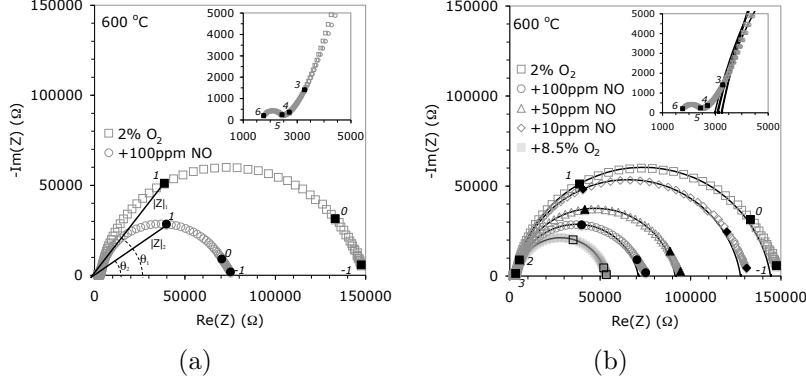 (a)
150000
100000
50000
0
-Im(Z) (Ω)
600 °C
2% O₂
+100ppm NO
5000
4000
3000
2000
1000
0
1000
3000
5000
6
5
4
3
1
|Z|₁
1
|Z|₂
θ₂
θ₁
0
-1
0
-1
0
50000
100000
150000
Re(Z) (Ω)
(b)
150000
100000
50000
0
-Im(Z) (Ω)
600 °C
2% O₂
+100ppm NO
+50ppm NO
+10ppm NO
+8.5% O₂
5000
4000
3000
2000
1000
0
1000
3000
5000
6
5
4
3
1
2
3
0
-1
0
50000
100000
150000
Re(Z) (Ω)
(a)
(b)